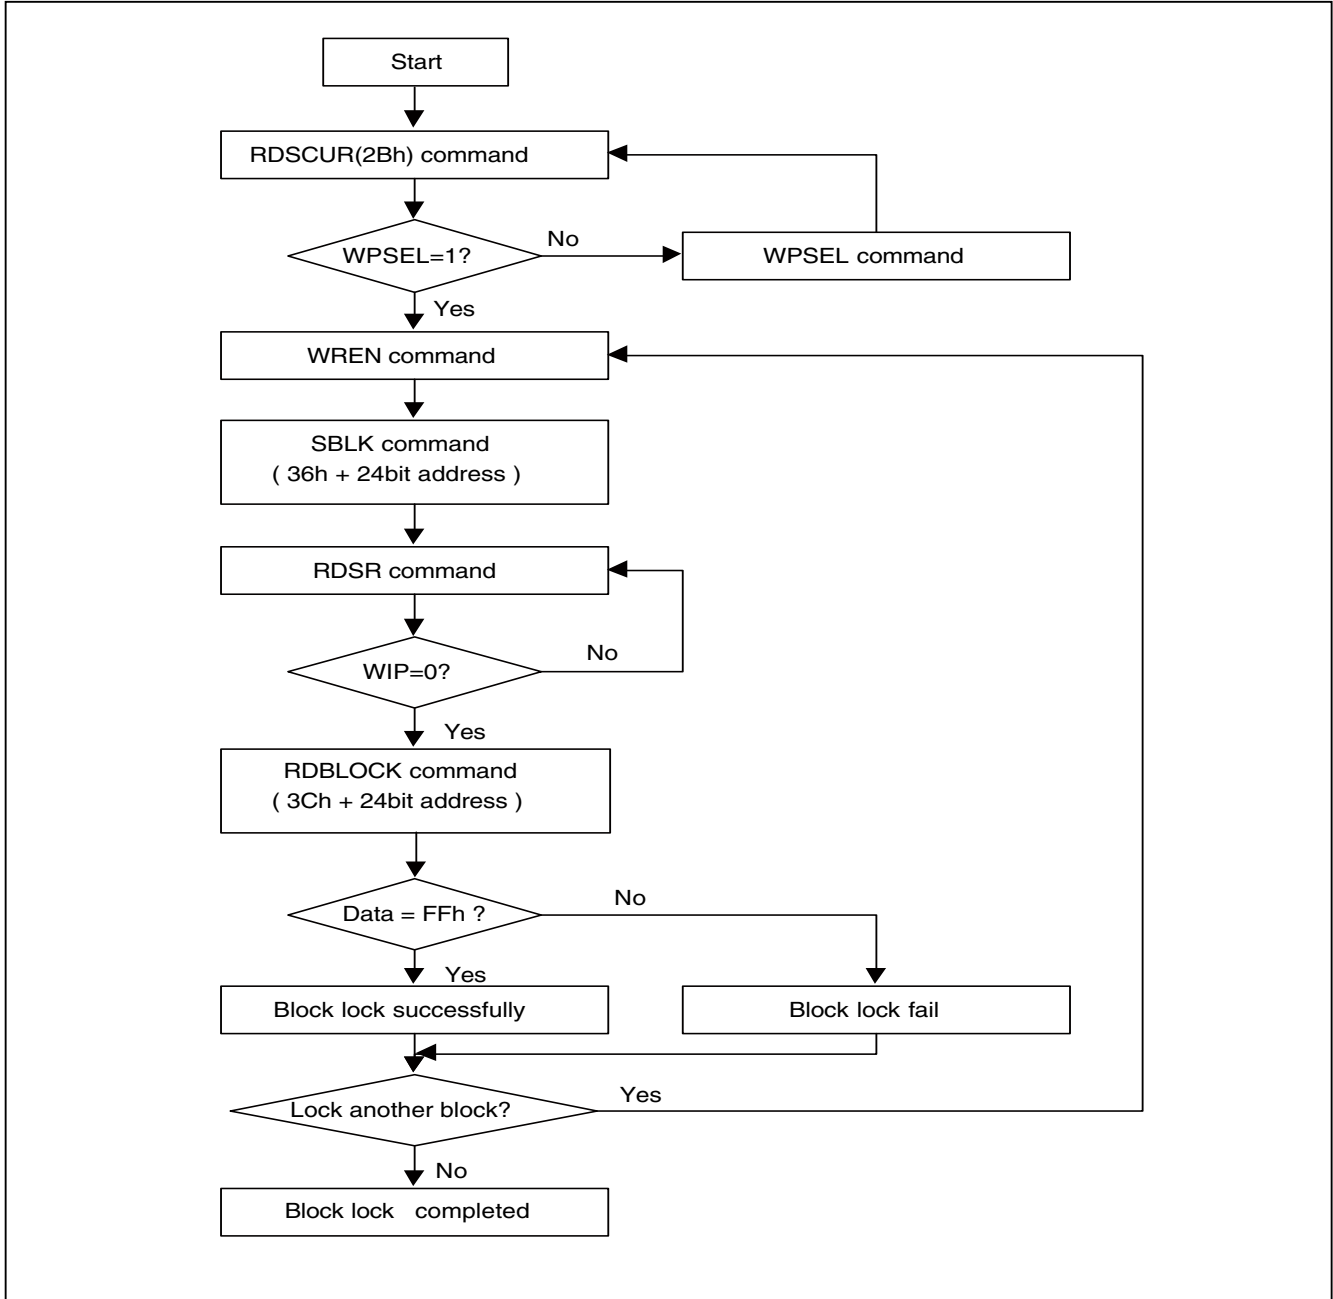 Start
RDSCUR(2Bh) command
WPSEL=1?
No
WPSEL command
Yes
WREN command
SBLK command
( 36h + 24bit address )
RDSR command
WIP=0?
No
Yes
RDBLOCK command
( 3Ch + 24bit address )
Data = FFh ?
No
Yes
Block lock successfully
Block lock fail
Lock another block?
Yes
No
Block lock completed